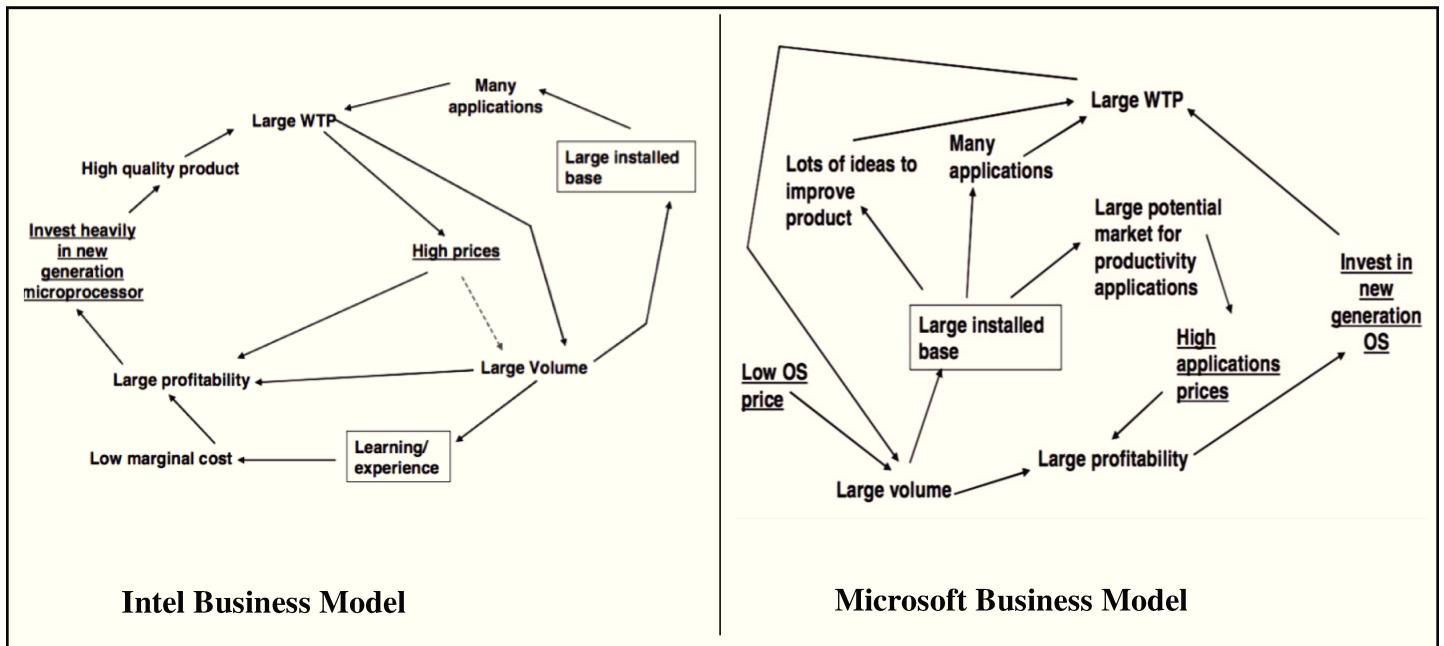 Many
applications
Large WTP
Large installed
base
High quality product
Invest heavily
in new
generation
microprocessor
High prices
Large Volume
Large profitability
Learning/
experience
Low marginal cost
Intel Business Model
Large WTP
Lots of ideas to
improve
product
Many
applications
Large potential
market for
productivity
applications
Invest in
new
generation
OS
Large installed
base
High
applications
prices
Low OS
price
Large profitability
Large volume
Microsoft Business Model